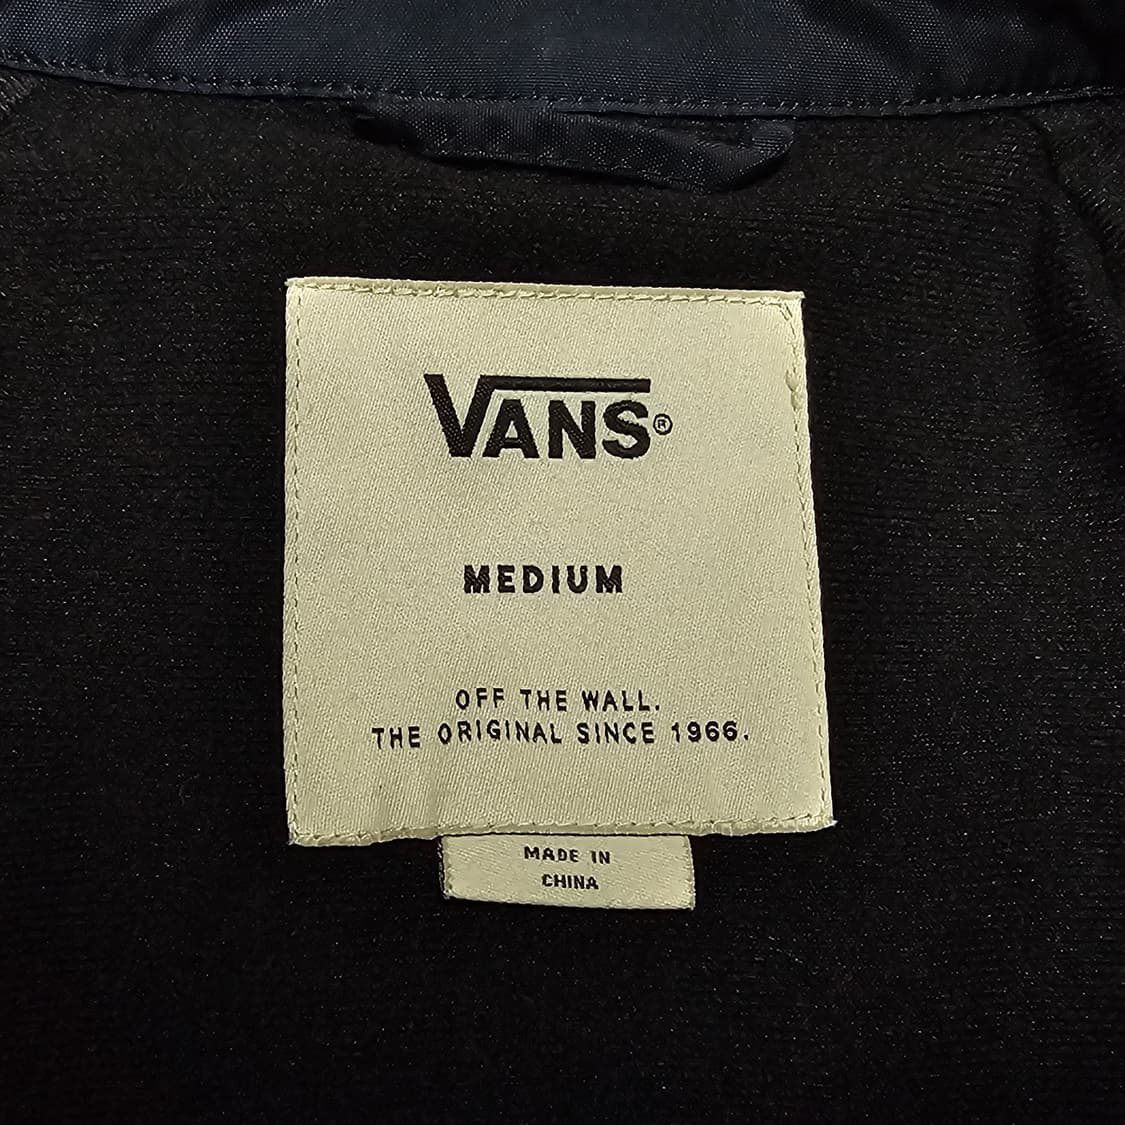 VANS®
MEDIUM
OFF THE WALL.
THE ORIGINAL SINCE 1966.
MADE IN
CHINA